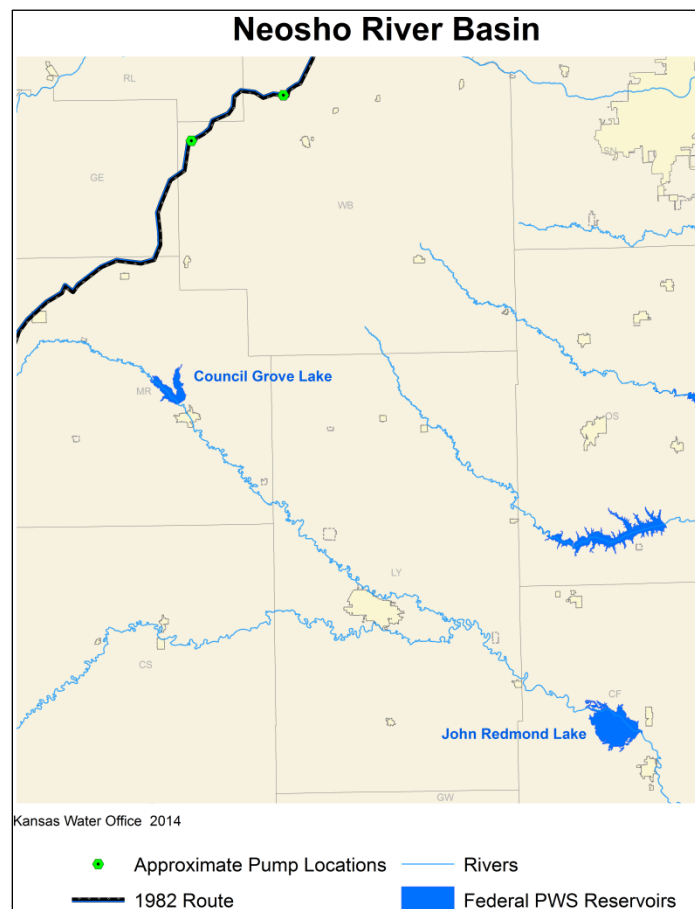 Neosho River Basin
RL
SN
GE
WB
Council Grove Lake
MR
OS
LY
CS
CF
John Redmond Lake
GW
Kansas Water Office 2014
Approximate Pump Locations
Rivers
1982 Route
Federal PWS Reservoirs